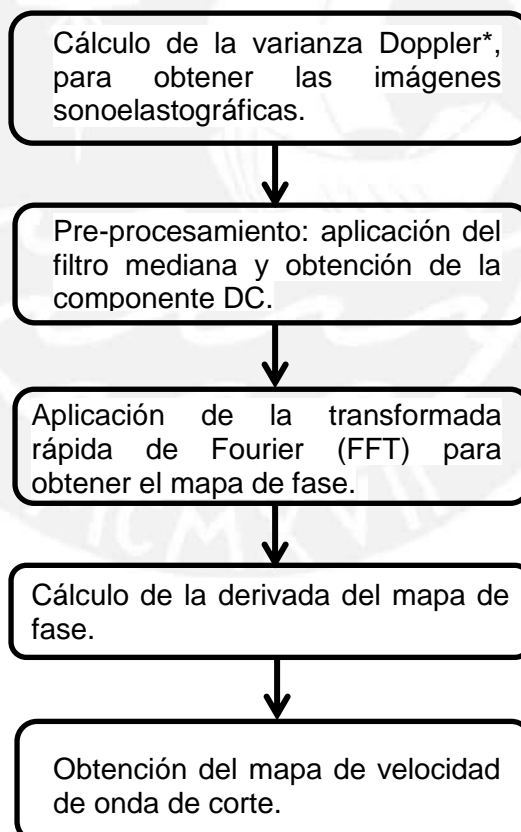 Cálculo de la varianza Doppler*,
para obtener las imágenes
sonoelastográficas.
Pre-procesamiento: aplicación del
filtro mediana y obtención de la
componente DC.
Aplicación de la transformada
rápida de Fourier (FFT) para
obtener el mapa de fase.
Cálculo de la derivada del mapa de
fase.
Obtención del mapa de velocidad
de onda de corte.